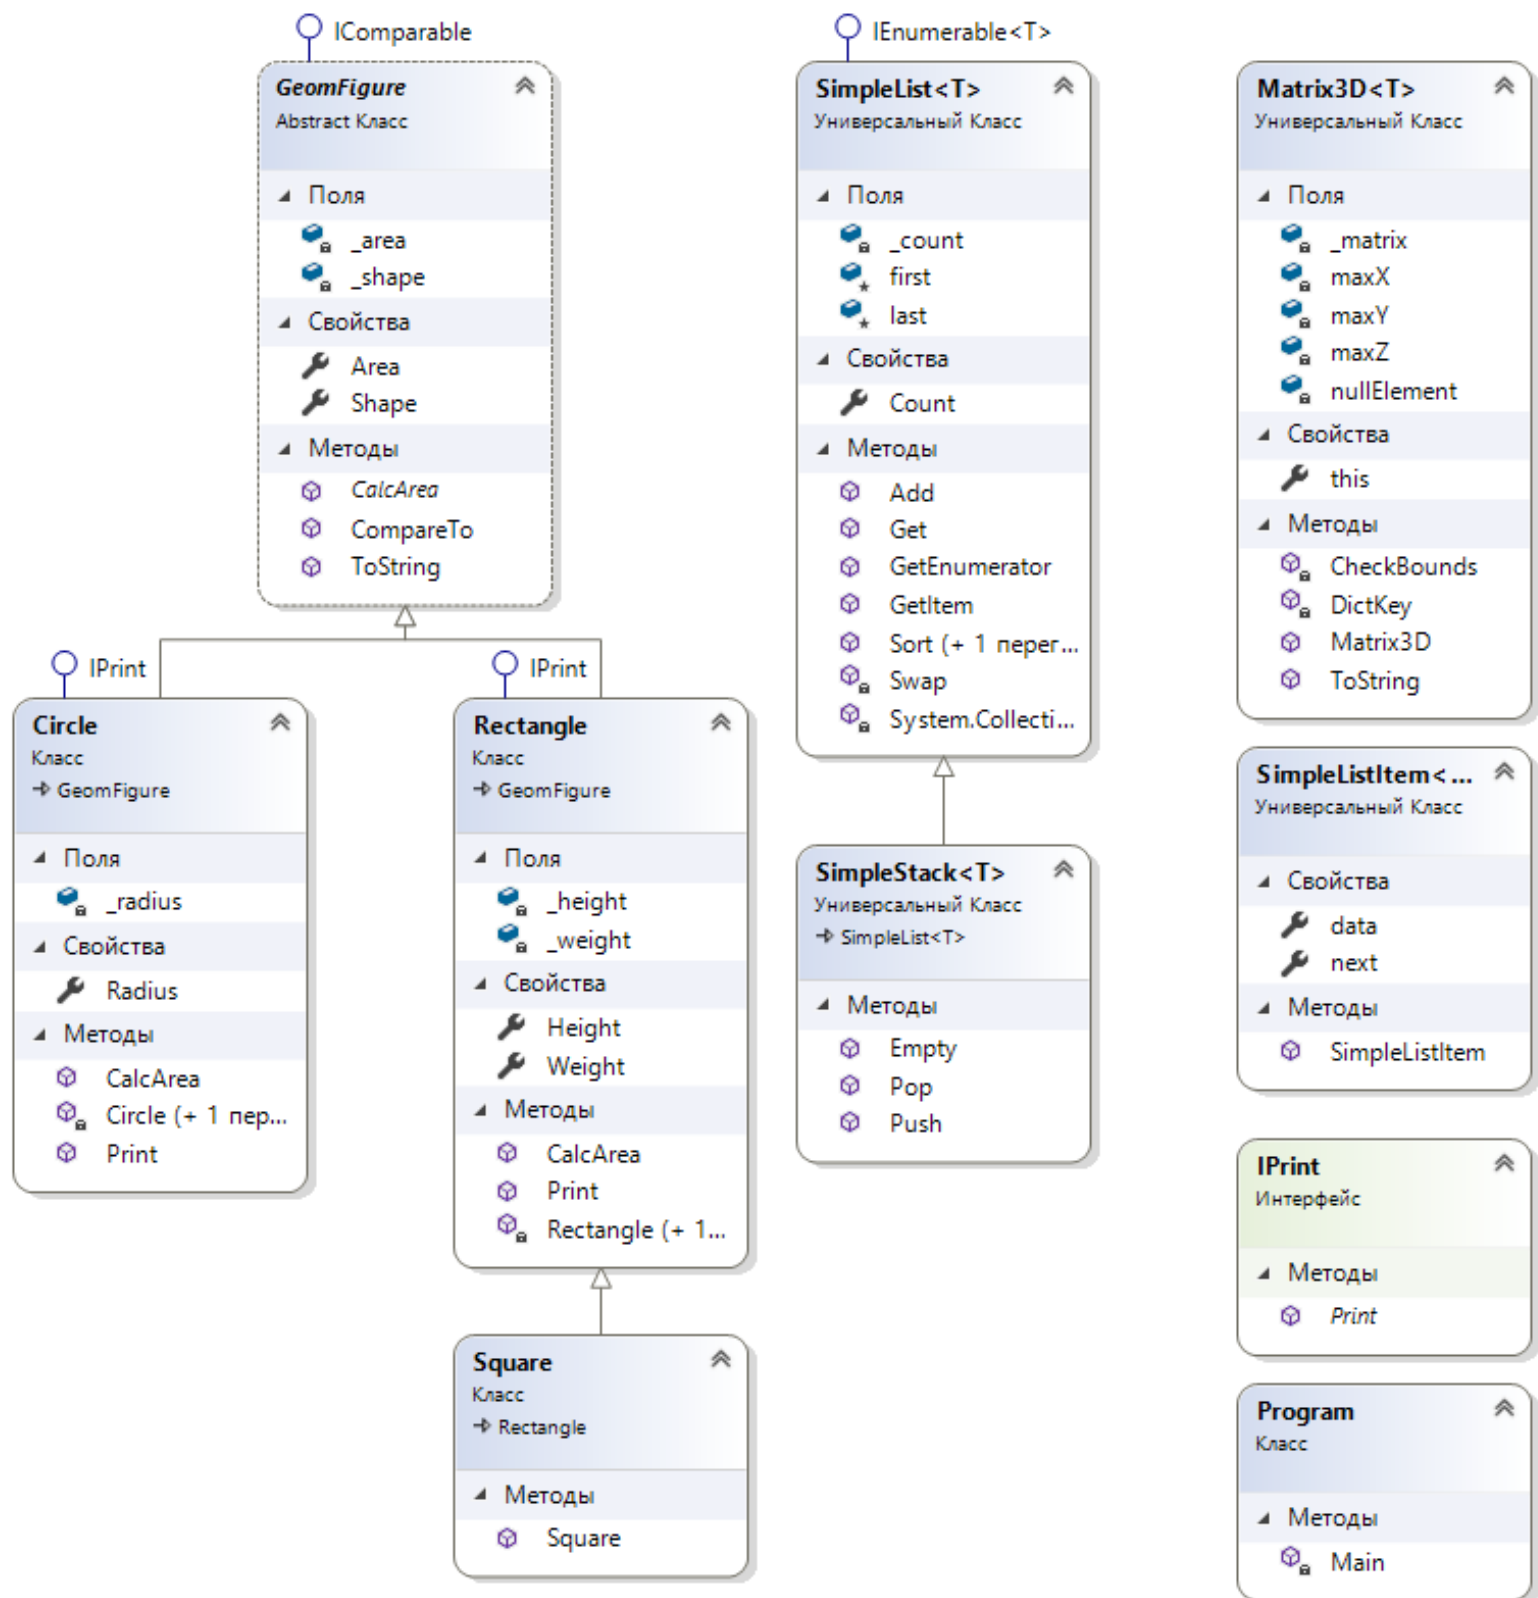 IComparable
GeomFigure
Abstract Класс
Поля
_area
_shape
Свойства
Area
Shape
Методы
CalcArea
CompareTo
ToString
IPrint
Circle
Класс
GeomFigure
Поля
_radius
Свойства
Radius
Методы
CalcArea
Circle (+ 1 пер...
Print
IPrint
Rectangle
Класс
GeomFigure
Поля
_height
_weight
Свойства
Height
Weight
Методы
CalcArea
Print
Rectangle (+ 1...
Square
Класс
Rectangle
Методы
Square
IEnumerable<T>
SimpleList<T>
Универсальный Класс
Поля
_count
first
last
Свойства
Count
Методы
Add
Get
GetEnumerator
GetItem
Sort (+ 1 перег...
Swap
System.Collecti...
SimpleStack<T>
Универсальный Класс
SimpleList<T>
Методы
Empty
Pop
Push
Matrix3D<T>
Универсальный Класс
Поля
_matrix
maxX
maxY
maxZ
nullElement
Свойства
this
Методы
CheckBounds
DictKey
Matrix3D
ToString
SimpleListItem<...
Универсальный Класс
Свойства
data
next
Методы
SimpleListItem
IPrint
Интерфейс
Методы
Print
Program
Класс
Методы
Main